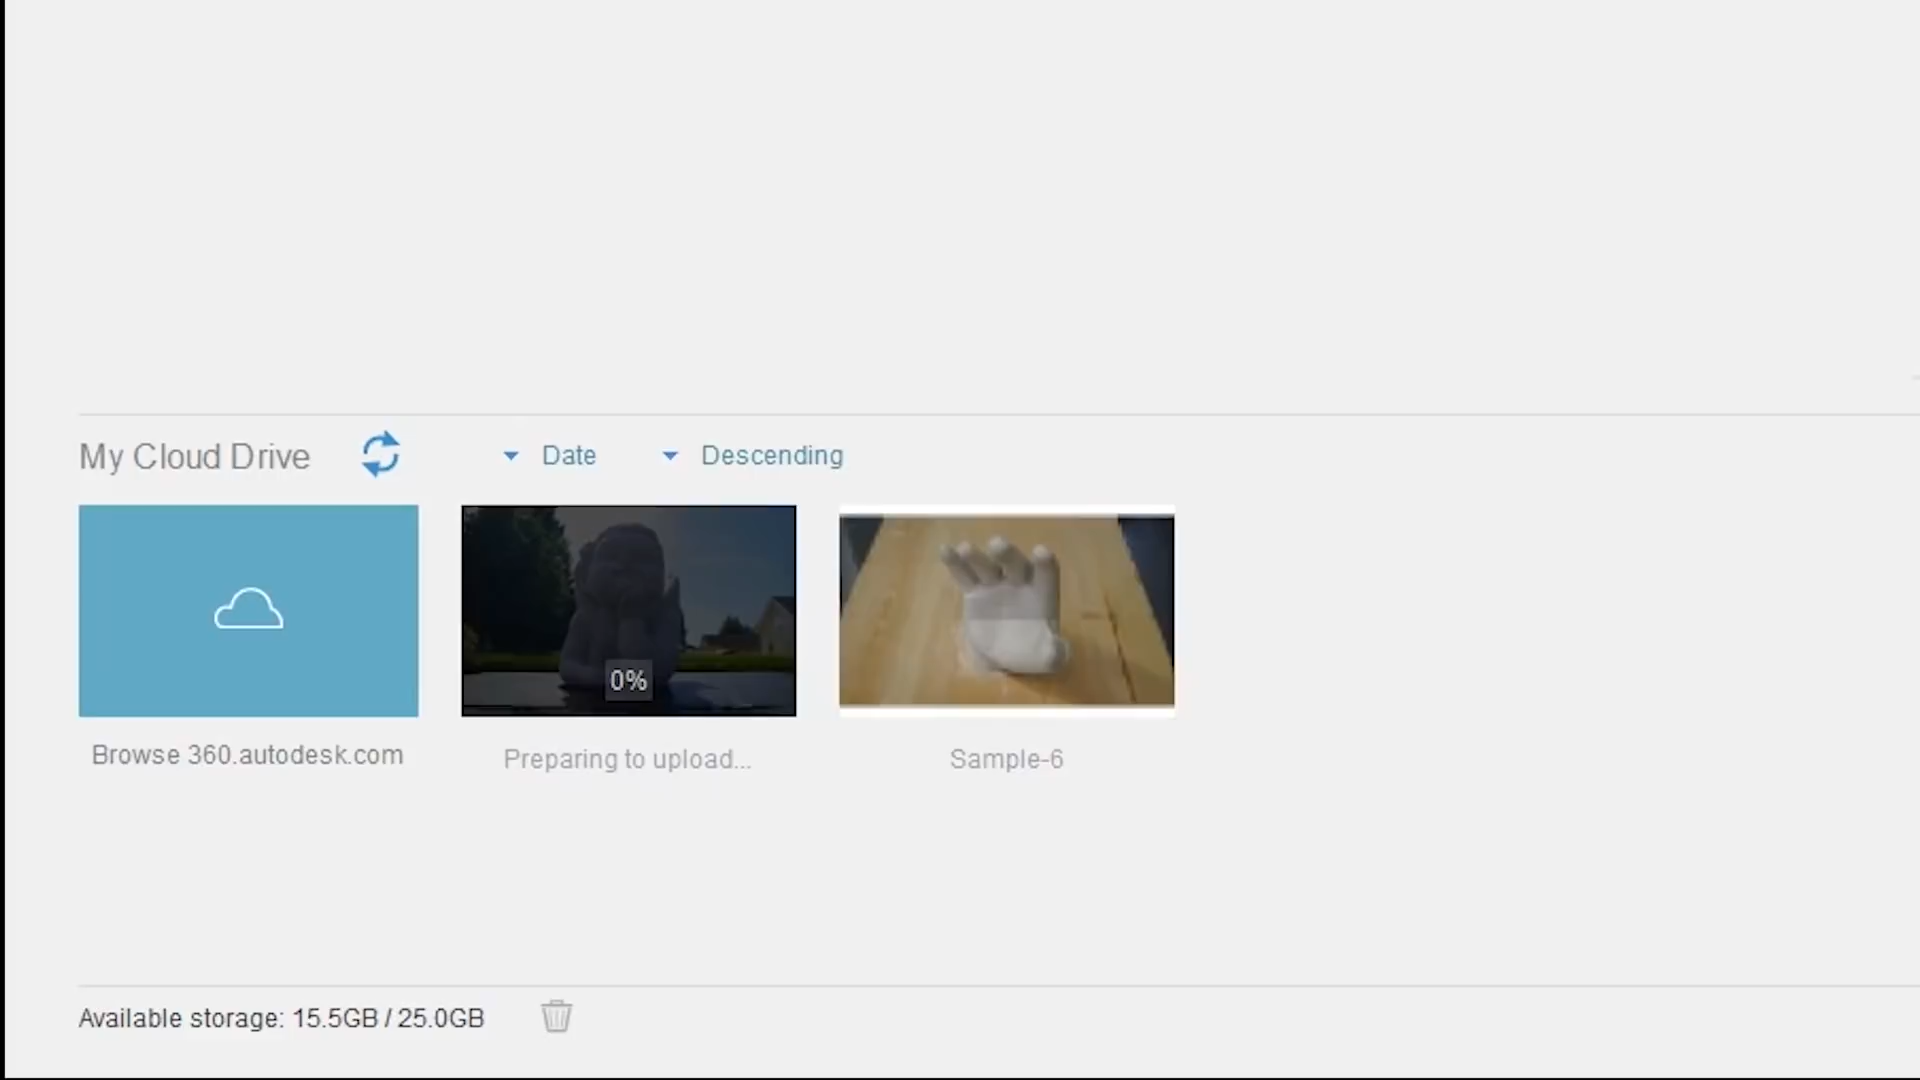 My Cloud Drive
Date
Descending
0%
Browse 360.autodesk.com
Preparing to upload...
Sample-6
Available storage: 15.5GB / 25.0GB